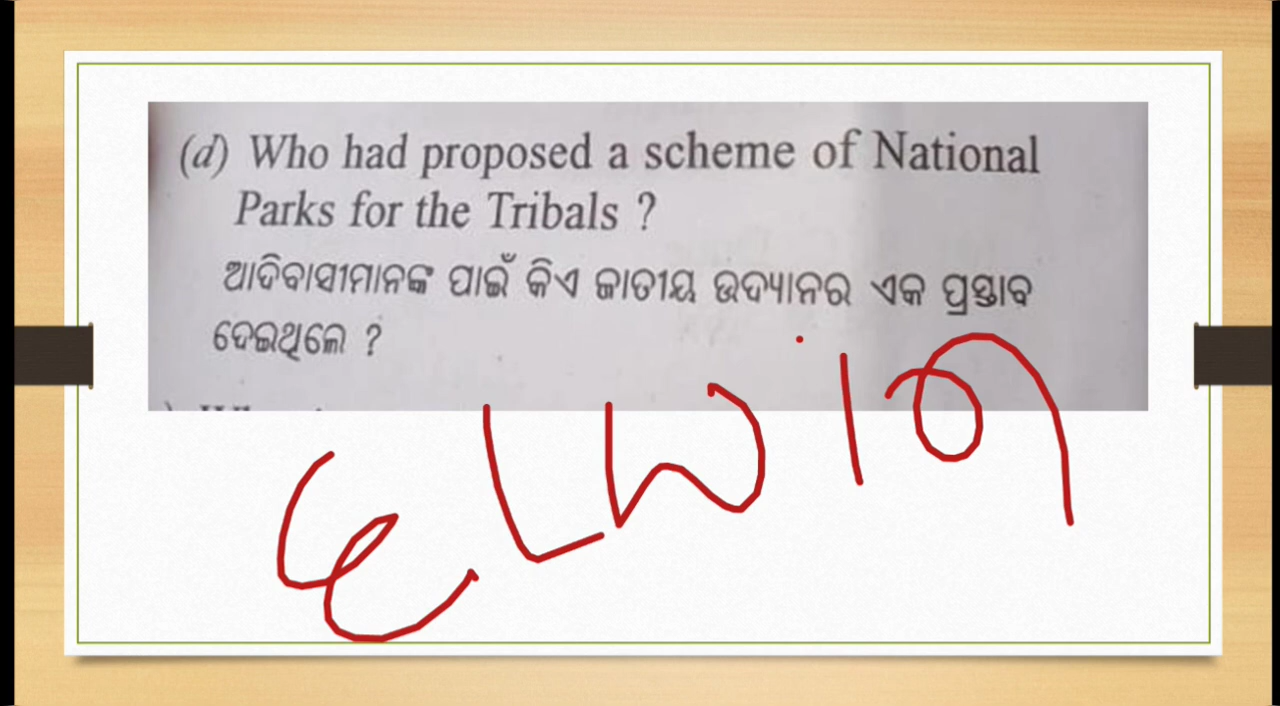 (d) Who had proposed a scheme of National
Parks for the Tribals ?
ଆଦିବାସୀମାନଙ୍କ ପାଇଁ କିଏ ଜାତୀୟ ଉଦ୍ୟାନର ଏକ ପ୍ରସ୍ତାବ
ଦେଇଥିଲେ ?
Elwin